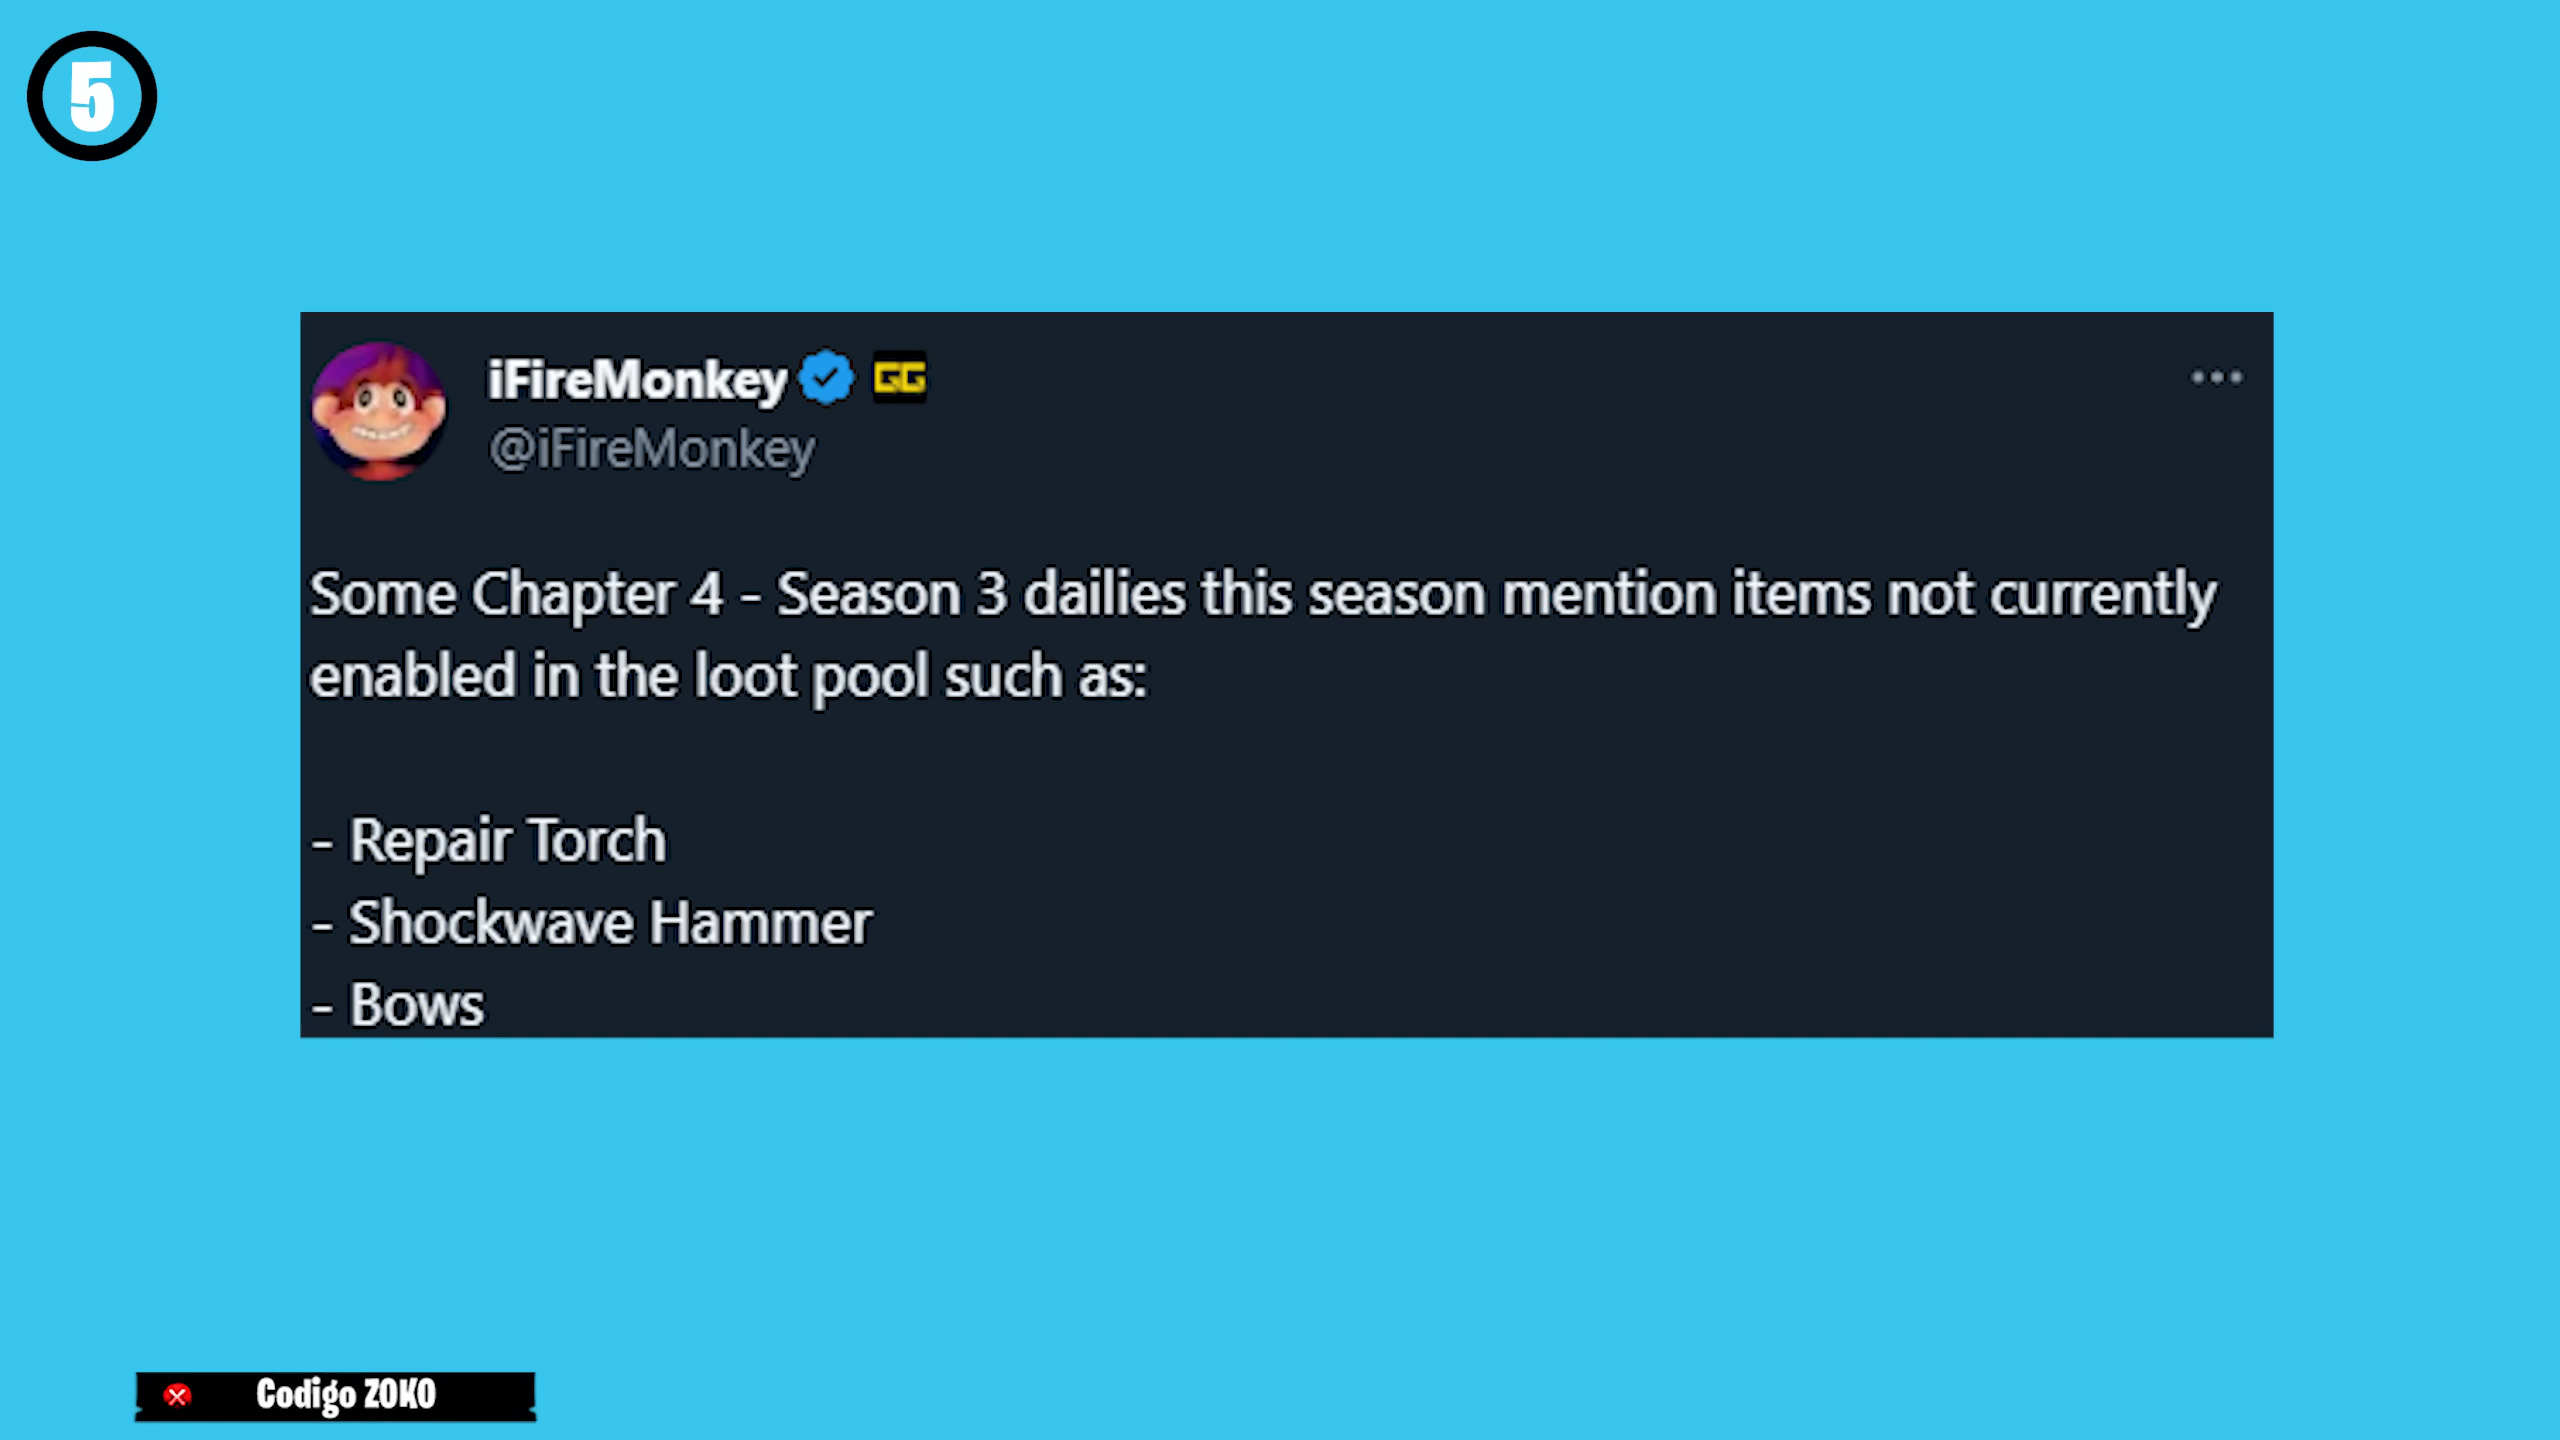 5
iFireMonkey GG
@iFireMonkey
Some Chapter 4 - Season 3 dailies this season mention items not currently
enabled in the loot pool such as:
- Repair Torch
- Shockwave Hammer
- Bows
Codigo ZOKO